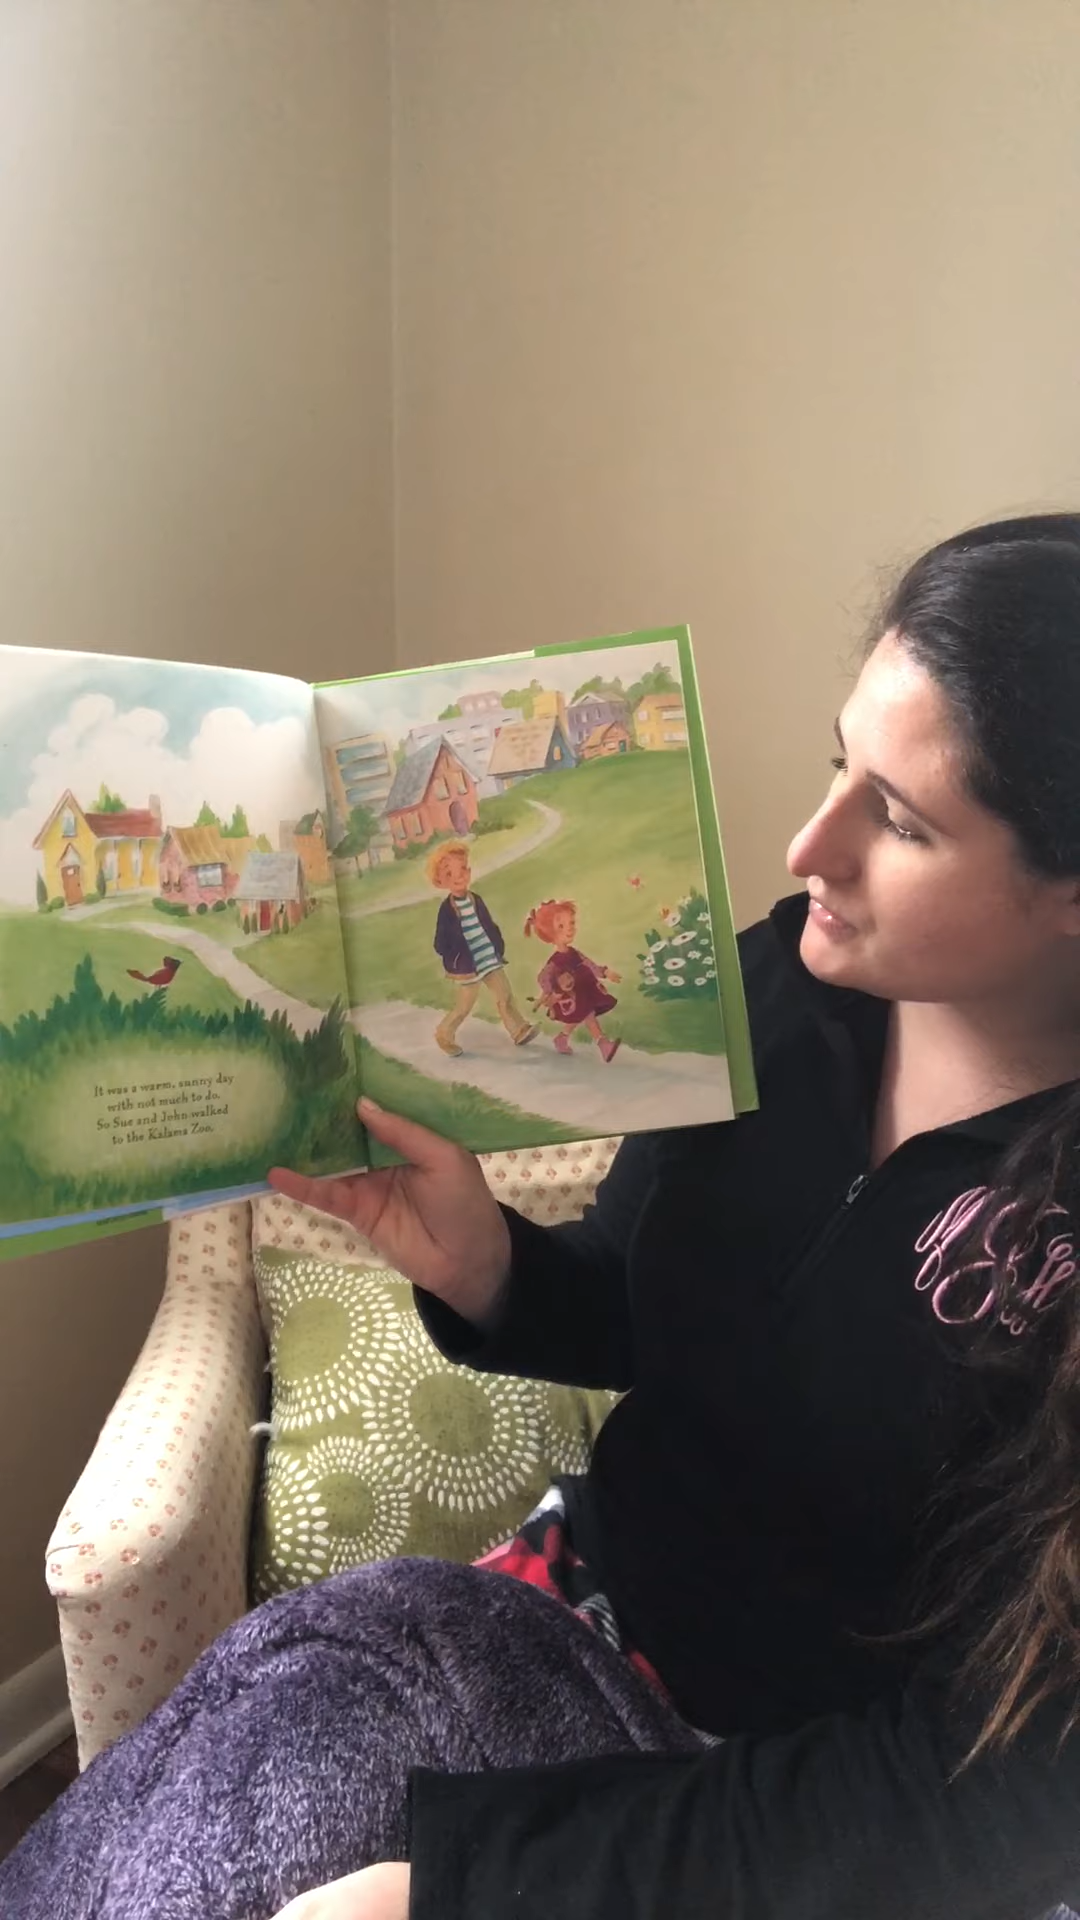 It was a warm, sunny day
with not much to do.
So Sue and John walked
to the Kalama Zoo.